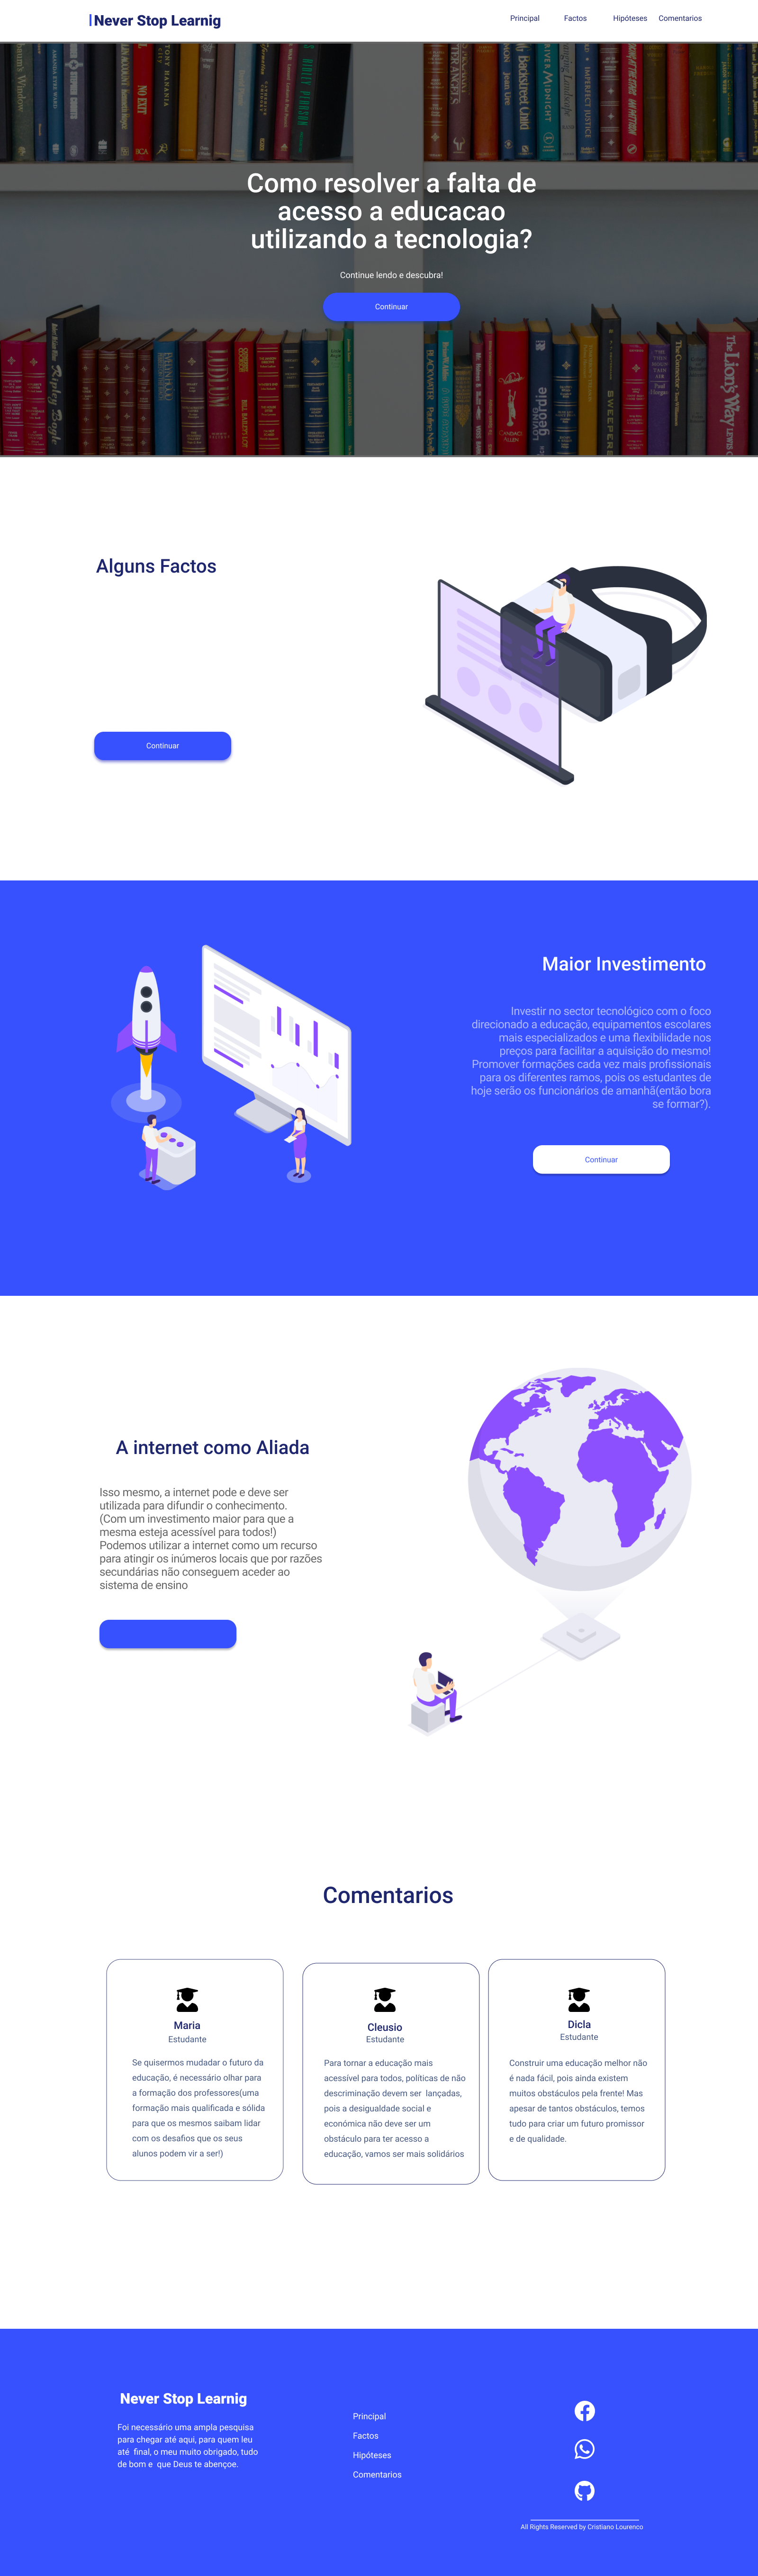 Never Stop Learnig
Principal
Factos
Hipóteses
Comentarios
Como resolver a falta de
acesso a educacao
utilizando a tecnologia?
Continue lendo e descubra!
Continuar
Alguns Factos
Continuar
Maior Investimento
Investir no sector tecnológico com o foco
direcionado a educação, equipamentos escolares
mais especializados e uma flexibilidade nos
preços para facilitar a aquisição do mesmo!
Promover formações cada vez mais profissionais
para os diferentes ramos, pois os estudantes de
hoje serão os funcionários de amanhã(então bora
se formar?).
Continuar
A internet como Aliada
Isso mesmo, a internet pode e deve ser
utilizada para difundir o conhecimento.
(Com um investimento maior para que a
mesma esteja acessível para todos!)
Podemos utilizar a internet como um recurso
para atingir os inúmeros locais que por razões
secundárias não conseguem aceder ao
sistema de ensino
Comentarios
Maria
Estudante
Se quisermos mudadar o futuro da
educação, é necessário olhar para
a formação dos professores(uma
formação mais qualificada e sólida
para que os mesmos saibam lidar
com os desafios que os seus
alunos podem vir a ser!)
Cleusio
Estudante
Para tornar a educação mais
acessível para todos, políticas de não
descriminação devem ser lançadas,
pois a desigualdade social e
económica não deve ser um
obstáculo para ter acesso a
educação, vamos ser mais solidários
Dicla
Estudante
Construir uma educação melhor não
é nada fácil, pois ainda existem
muitos obstáculos pela frente! Mas
apesar de tantos obstáculos, temos
tudo para criar um futuro promissor
e de qualidade.
Never Stop Learnig
Foi necessário uma ampla pesquisa
para chegar até aqui, para quem leu
até final, o meu muito obrigado, tudo
de bom e que Deus te abençoe.
Principal
Factos
Hipóteses
Comentarios
All Rights Reserved by Cristiano Lourenco